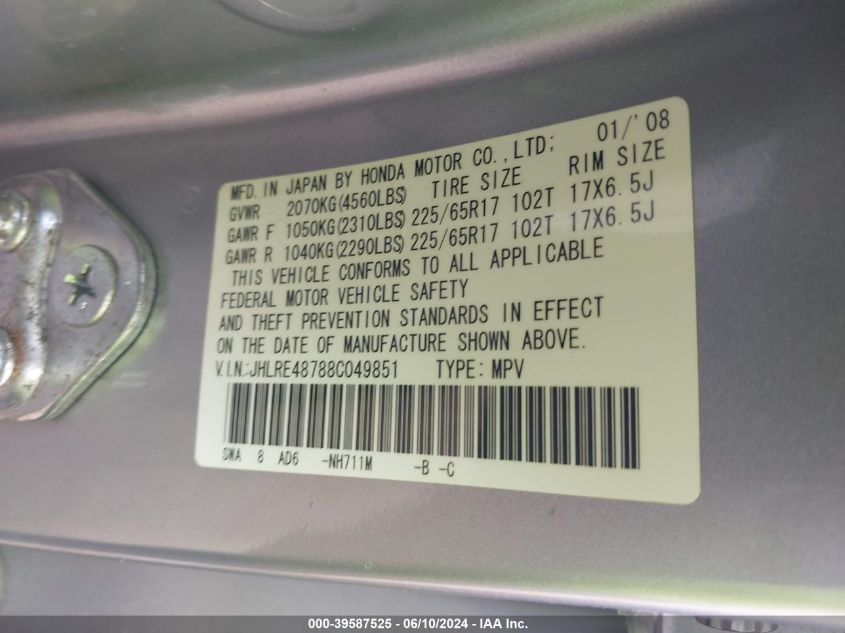 MFD. IN JAPAN BY HONDA MOTOR CO., LTD; 01/'08
GVWR 2070KG(4560LBS) TIRE SIZE RIM SIZE
GAWR F 1050KG(2310LBS) 225/65R17 102T 17X6.5J
GAWR R 1040KG(2290LBS) 225/65R17 102T 17X6.5J
THIS VEHICLE CONFORMS TO ALL APPLICABLE
FEDERAL MOTOR VEHICLE SAFETY
AND THEFT PREVENTION STANDARDS IN EFFECT
ON THE DATE OF MANUFACTURE SHOWN ABOVE.
V.I.N.:JHLRE48788C049851 TYPE: MPV
SWA 8 AD6 -NH711M -B -C
000-39587525 - 06/10/2024 - IAA Inc.